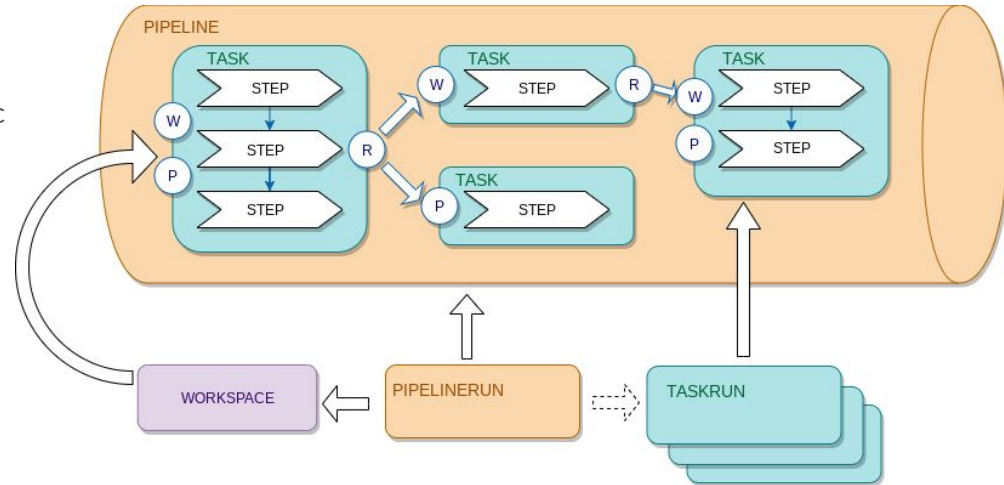 PIPELINE
TASK
STEP
STEP
STEP
W
P
R
TASK
STEP
W
R
TASK
STEP
P
TASK
STEP
STEP
W
P
C
WORKSPACE
PIPELINERUN
TASKRUN